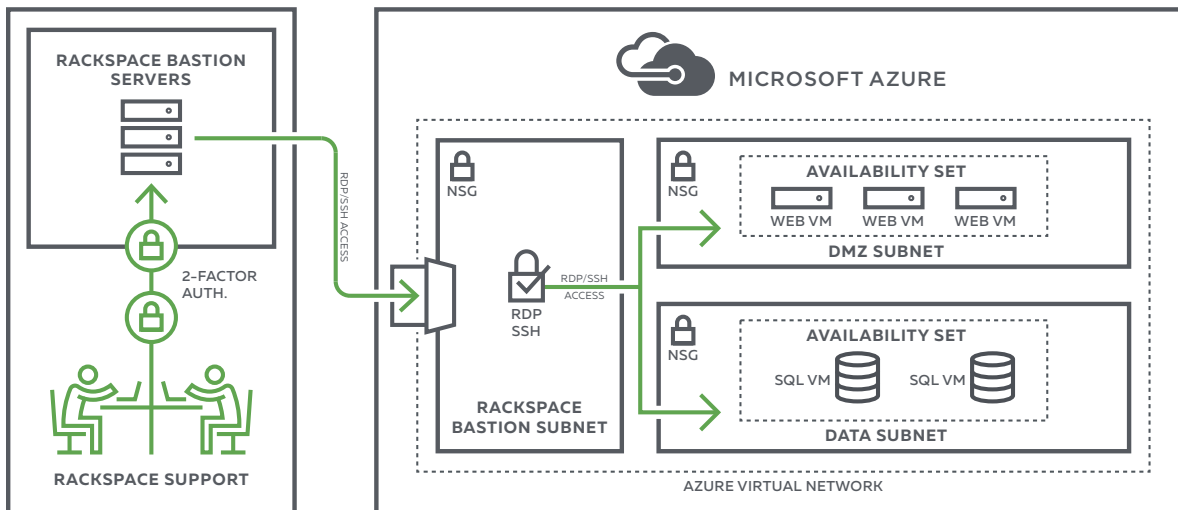 RACKSPACE BASTION
SERVERS
2-FACTOR
AUTH.
RACKSPACE SUPPORT
RDP/SSH ACCESS
MICROSOFT AZURE
NSG
RDP
SSH
RACKSPACE
BASTION SUBNET
RDP/SSH
ACCESS
NSG
AVAILABILITY SET
WEB VM WEB VM WEB VM
DMZ SUBNET
NSG
AVAILABILITY SET
SQL VM SQL VM
DATA SUBNET
AZURE VIRTUAL NETWORK